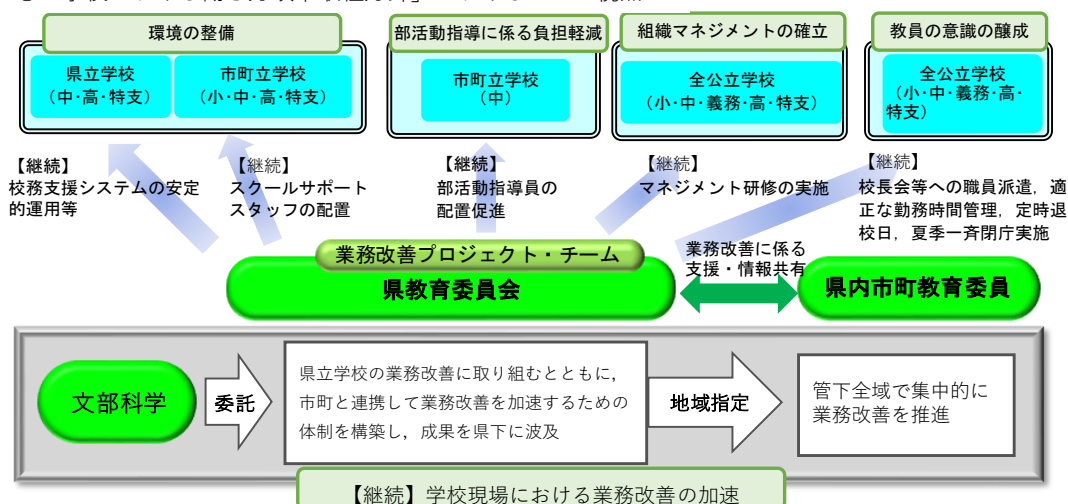 環境の整備
県立学校
(中・高・特支)
市町立学校
(小・中・高・特支)
部活動指導に係る負担軽減
市町立学校
(中)
組織マネジメントの確立
全公立学校
(小・中・義務・高・特支)
教員の意識の醸成
全公立学校
(小・中・義務・高・
特支)
【継続】
校務支援システムの安定
的運用等
【継続】
スクールサポート
スタッフの配置
【継続】
部活動指導員の
配置促進
【継続】
マネジメント研修の実施
【継続】
校長会等への職員派遣，適
正な勤務時間管理，定時退
校日，夏季一斉閉庁実施
業務改善プロジェクト・チーム
県教育委員会
業務改善に係る
支援・情報共有
県内市町教育委員
文部科学
委託
県立学校の業務改善に取り組むとともに，
市町と連携して業務改善を加速するための
体制を構築し，成果を県下に波及
地域指定
管下全域で集中的に
業務改善を推進
【継続】学校現場における業務改善の加速